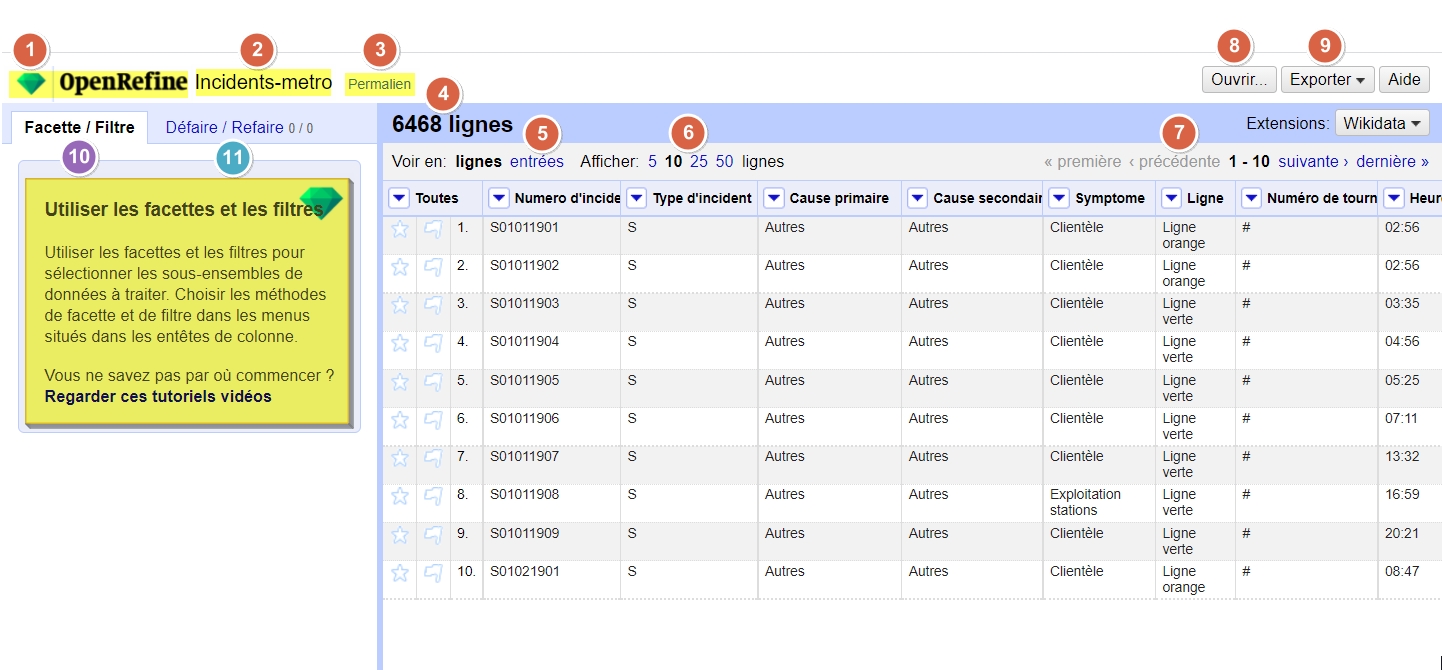 1 2 3 8 9
OpenRefine Incidents-metro Permalien Ouvrir... Exporter Aide
4
Facette / Filtre Défaire / Refaire 0 / 0 6468 lignes Extensions: Wikidata
10 11 5 6 7
Voir en: lignes entrées Afficher: 5 10 25 50 lignes « première ‹ précédente 1 - 10 suivante › dernière »
Utiliser les facettes et les filtres
Utiliser les facettes et les filtres pour
sélectionner les sous-ensembles de
données à traiter. Choisir les méthodes
de facette et de filtre dans les menus
situés dans les entêtes de colonne.
Vous ne savez pas par où commencer ?
Regarder ces tutoriels vidéos
Toutes Numero d'incide Type d'incident Cause primaire Cause secondair Symptome Ligne Numéro de tourn Heur
1. S01011901 S Autres Autres Clientèle Ligne orange # 02:56
2. S01011902 S Autres Autres Clientèle Ligne orange # 02:56
3. S01011903 S Autres Autres Clientèle Ligne verte # 03:35
4. S01011904 S Autres Autres Clientèle Ligne verte # 04:56
5. S01011905 S Autres Autres Clientèle Ligne verte # 05:25
6. S01011906 S Autres Autres Clientèle Ligne verte # 07:11
7. S01011907 S Autres Autres Clientèle Ligne verte # 13:32
8. S01011908 S Autres Autres Exploitation stations Ligne verte # 16:59
9. S01011909 S Autres Autres Clientèle Ligne verte # 20:21
10. S01021901 S Autres Autres Clientèle Ligne orange # 08:47